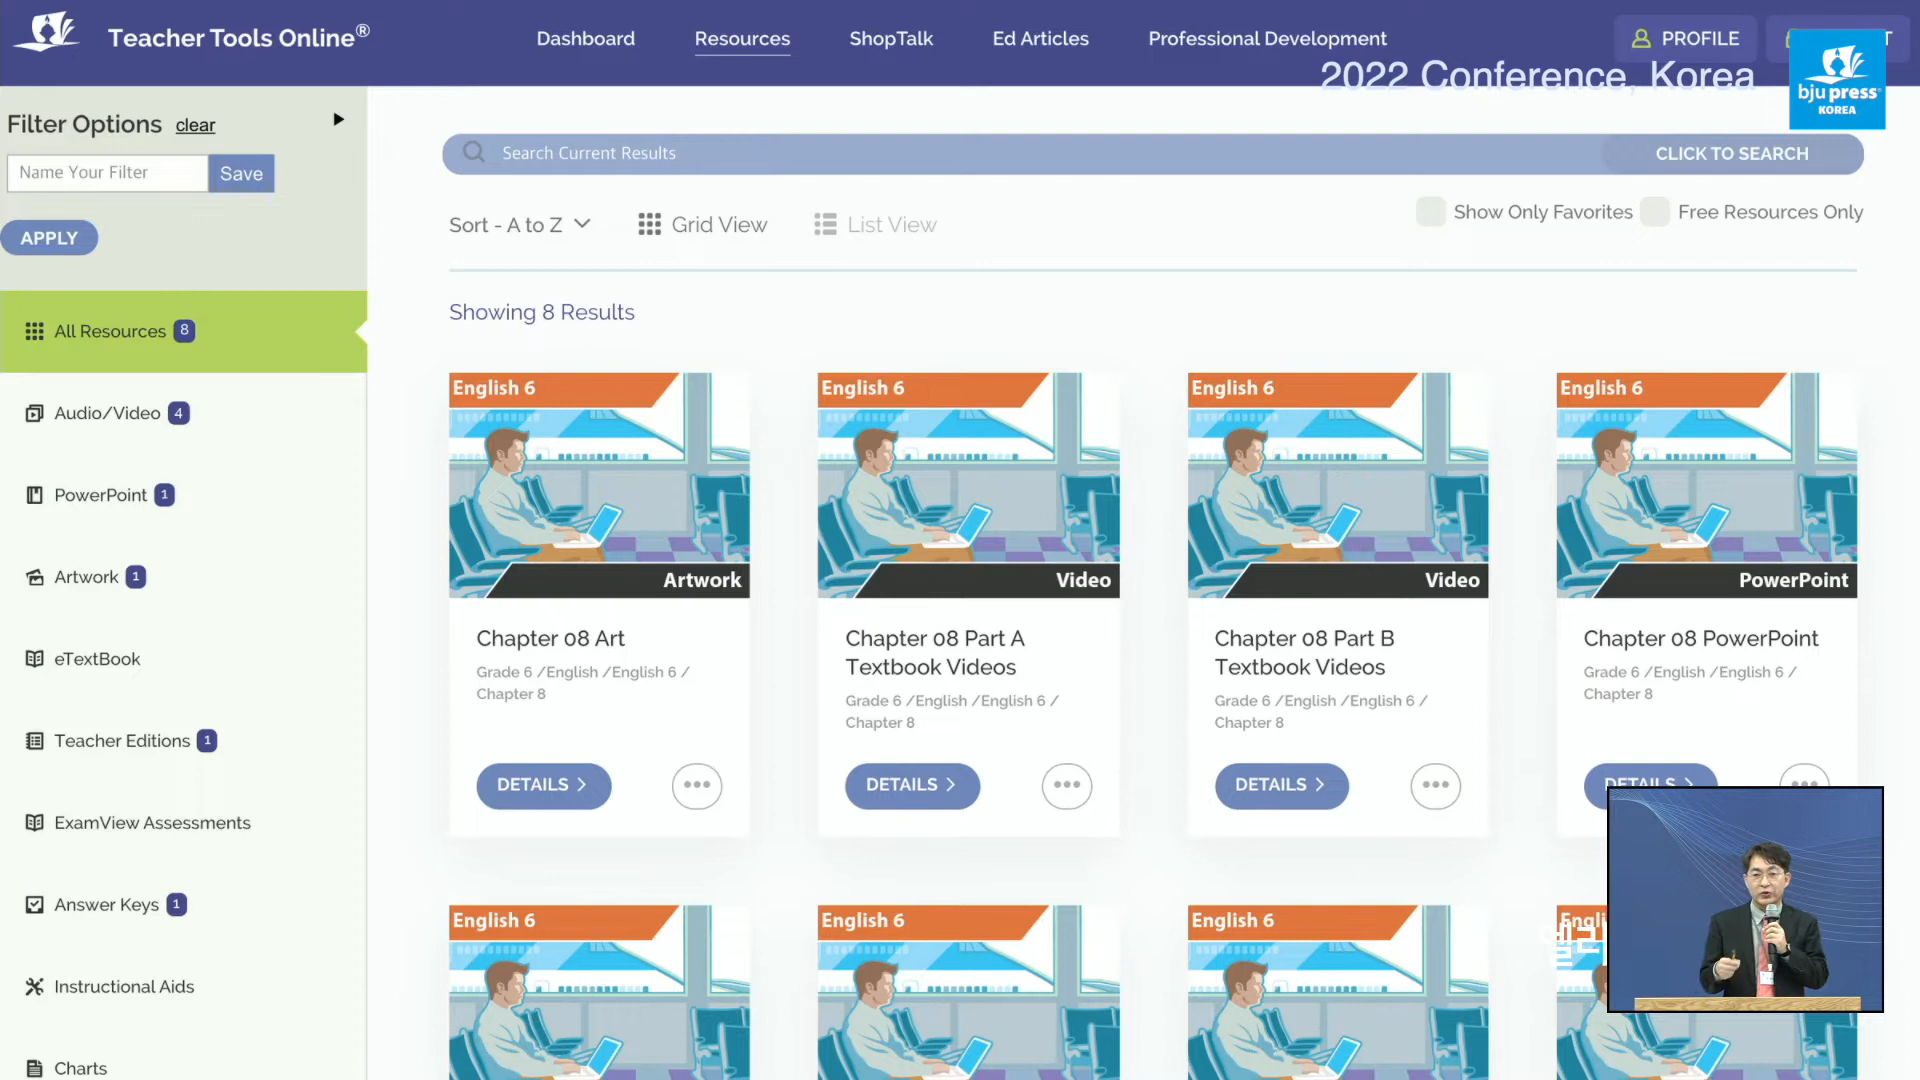 Teacher Tools Online®
Dashboard
Resources
ShopTalk
Ed Articles
Professional Development
PROFILE
2022 Conference, Korea
bju press
KOREA
Filter Options clear
Name Your Filter
Save
APPLY
All Resources 8
Audio/Video 4
PowerPoint 1
Artwork 1
eTextBook
Teacher Editions 1
ExamView Assessments
Answer Keys 1
Instructional Aids
Charts
Search Current Results
CLICK TO SEARCH
Sort - A to Z
Grid View
List View
Show Only Favorites
Free Resources Only
Showing 8 Results
English 6
Artwork
Chapter 08 Art
Grade 6 /English /English 6 /
Chapter 8
DETAILS
English 6
Video
Chapter 08 Part A
Textbook Videos
Grade 6 /English /English 6 /
Chapter 8
DETAILS
English 6
Video
Chapter 08 Part B
Textbook Videos
Grade 6 /English /English 6 /
Chapter 8
DETAILS
English 6
PowerPoint
Chapter 08 PowerPoint
Grade 6 /English /English 6 /
Chapter 8
DETAILS
English 6
English 6
English 6